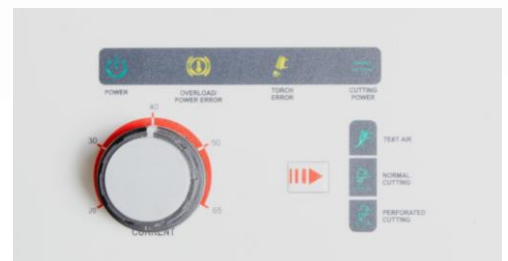 POWER
OVERLOAD/
POWER ERROR
TORCH
ERROR
CUTTING
POWER
40
30
50
20
65
CURRENT
TEST AIR
NORMAL
CUTTING
PERFORATED
CUTTING